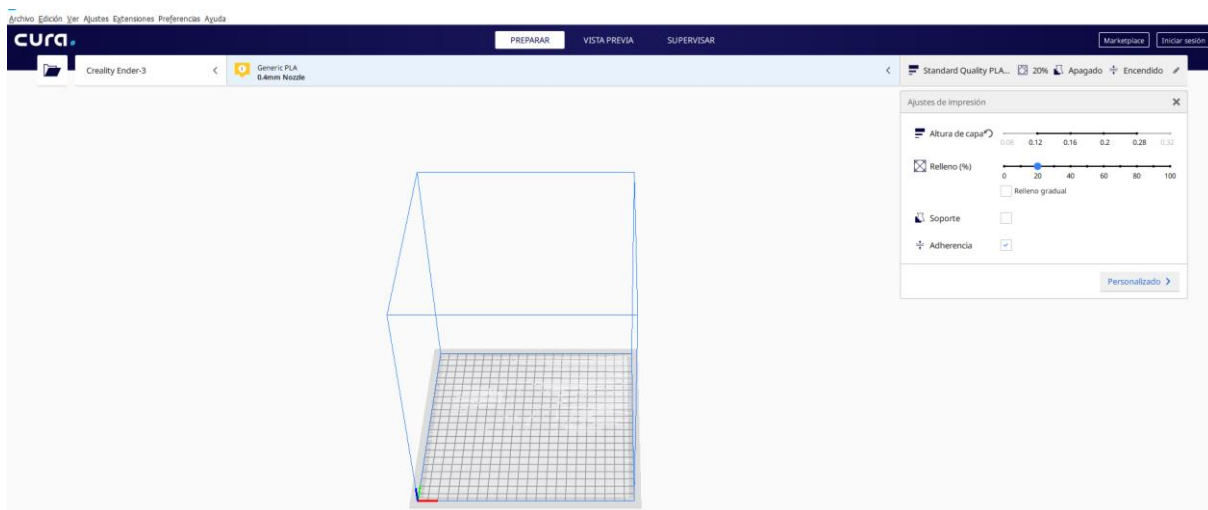 Archivo Edición Ver Ajustes Extensiones Preferencias Ayuda
cura.
PREPARAR VISTA PREVIA SUPERVISAR
Marketplace Iniciar sesión
Creality Ender-3
Generic PLA
0.4mm Nozzle
Standard Quality PLA... 20% Apagado Encendido
Ajustes de impresión
Altura de capa
0.08 0.12 0.16 0.2 0.28 0.32
Relleno (%)
0 20 40 60 80 100
Relleno gradual
Soporte
Adherencia
Personalizado